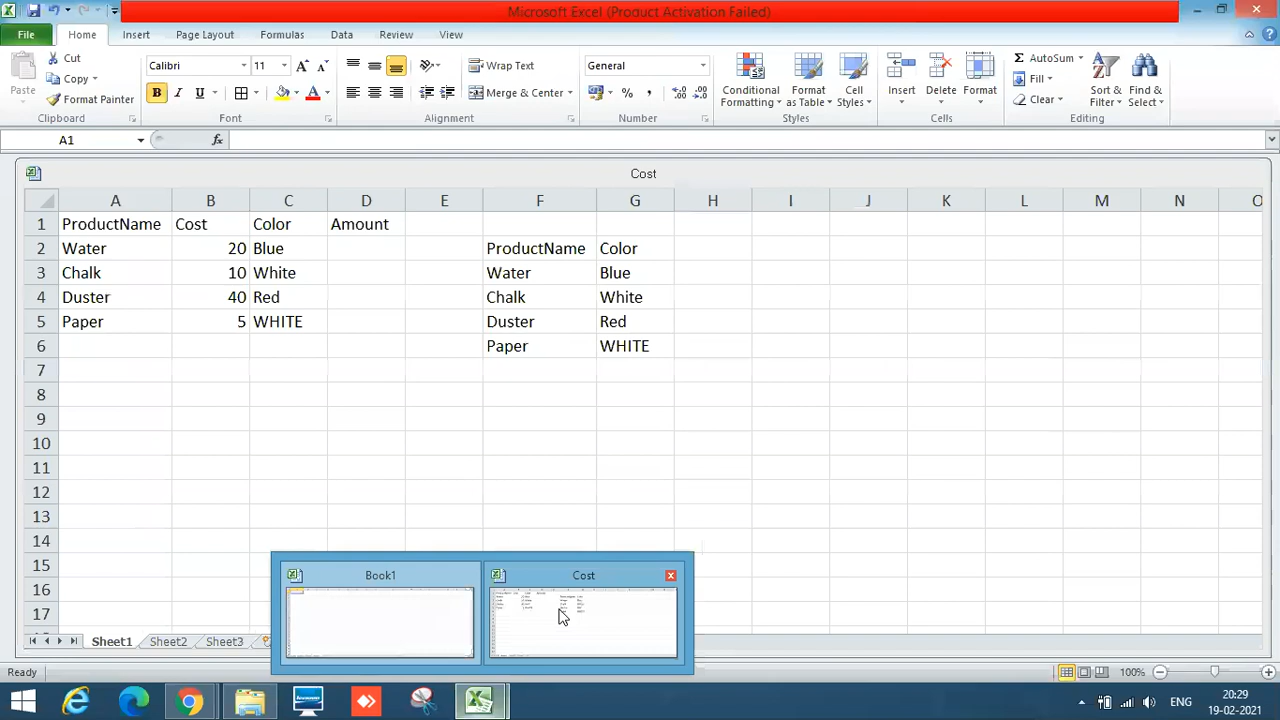 Microsoft Excel (Product Activation Failed)
File Home Insert Page Layout Formulas Data Review View
Cut
Copy
Format Painter
Paste
Clipboard
Calibri 11
B I U
Font
Wrap Text
Merge & Center
Alignment
General
% ,
Number
Conditional Formatting
Format as Table
Cell Styles
Styles
Insert Delete Format
Cells
AutoSum
Fill
Clear
Sort & Filter
Find & Select
Editing
A1 fx
Cost
A B C D E F G H I J K L M N O
1 ProductName Cost Color Amount
2 Water 20 Blue ProductName Color
3 Chalk 10 White Water Blue
4 Duster 40 Red Chalk White
5 Paper 5 WHITE Duster Red
6 Paper WHITE
7
8
9
10
11
12
13
14
15
16
17
Book1 Cost
Sheet1 Sheet2 Sheet3
Ready 100%
ENG 20:29
19-02-2021